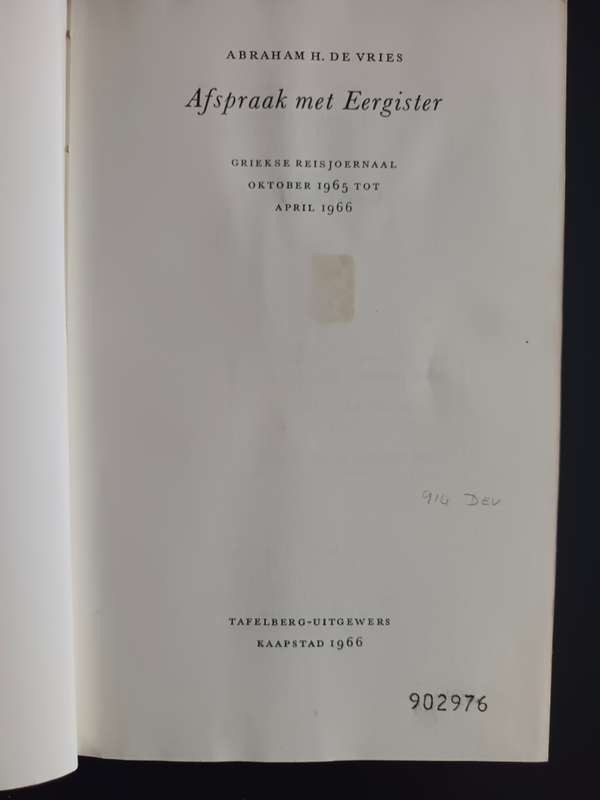 ABRAHAM H. DE VRIES
Afspraak met Eergister
GRIEKSE REISJOERNAAL
OKTOBER 1965 TOT
APRIL 1966
914 DEV
TAFELBERG-UITGEWERS
KAAPSTAD 1966
902976